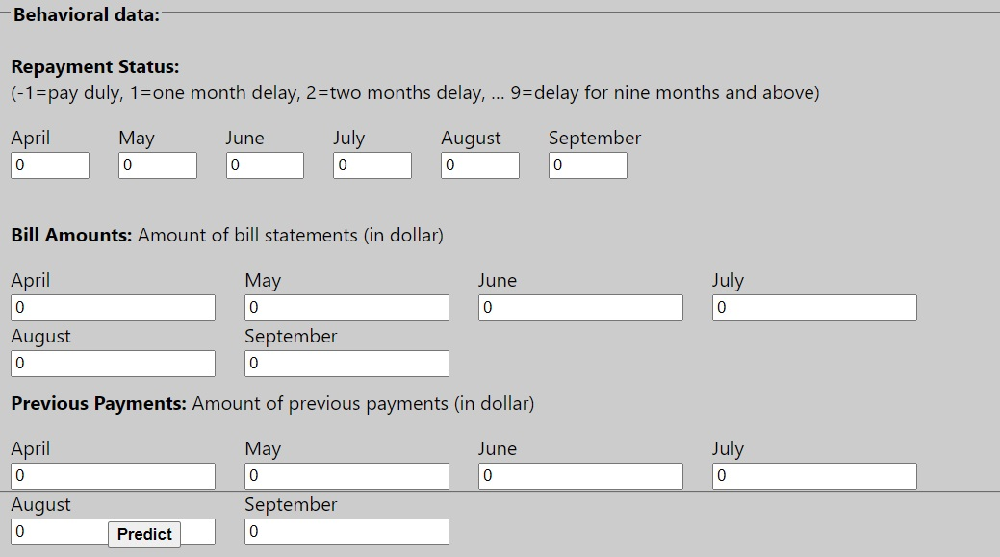 Behavioral data:
Repayment Status:
(-1=pay duly, 1=one month delay, 2=two months delay, ... 9=delay for nine months and above)
April May June July August September
0 0 0 0 0 0
Bill Amounts: Amount of bill statements (in dollar)
April May June July
0 0 0 0
August September
0 0
Previous Payments: Amount of previous payments (in dollar)
April May June July
0 0 0 0
August September
0 Predict 0